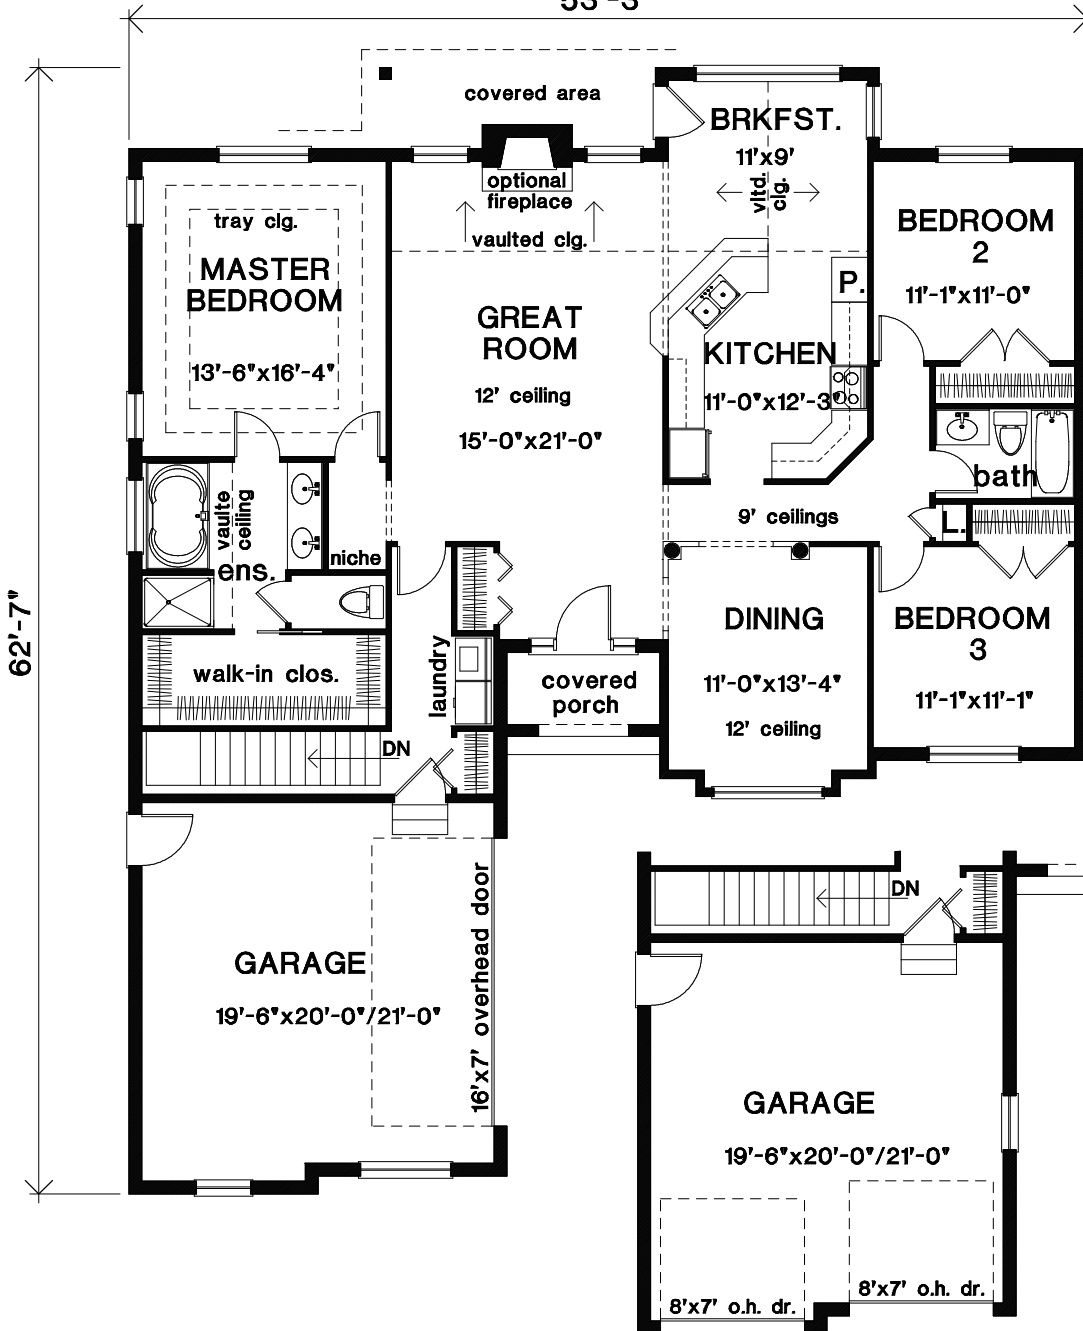 53'-3"
covered area
BRKFST.
11'x9'
vltd.
clg.
optional
fireplace
vaulted clg.
tray clg.
MASTER
BEDROOM
13'-6"x16'-4"
GREAT
ROOM
12' ceiling
15'-0"x21'-0"
P.
KITCHEN
11'-0"x12'-3"
BEDROOM
2
11'-1"x11'-0"
bath
L.
9' ceilings
vaulte
ceiling
ens.
niche
walk-in clos.
laundry
covered
porch
DINING
11'-0"x13'-4"
12' ceiling
BEDROOM
3
11'-1"x11'-1"
62'-7"
DN
GARAGE
19'-6"x20'-0"/21'-0"
16'x7' overhead door
DN
GARAGE
19'-6"x20'-0"/21'-0"
8'x7' o.h. dr.
8'x7' o.h. dr.